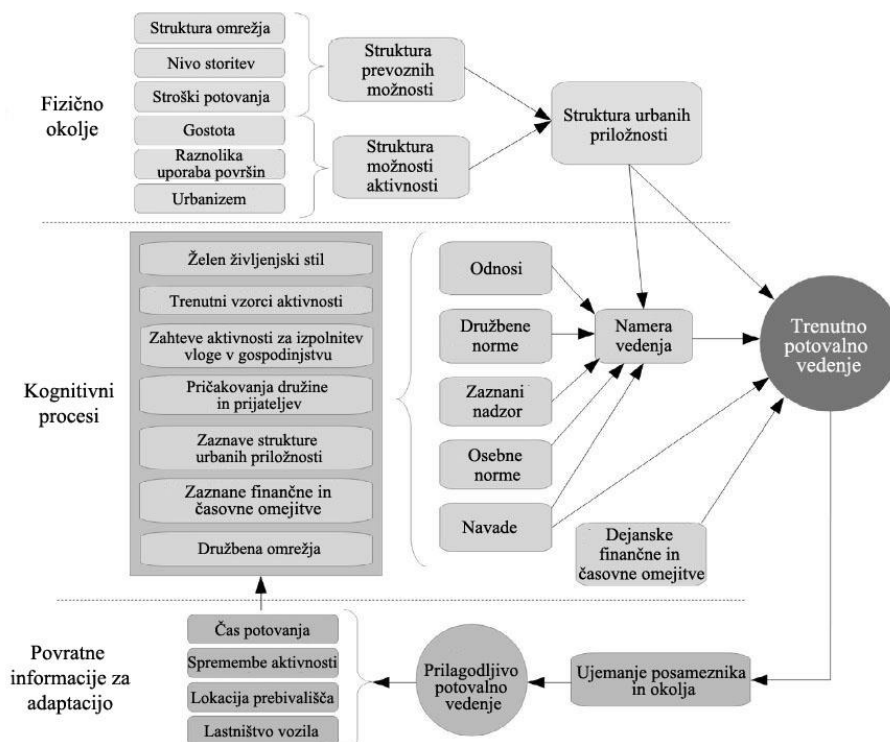 Fizično
okolje
Struktura omrežja
Nivo storitev
Stroški potovanja
Gostota
Raznolika
uporaba površin
Urbanizem
Struktura
prevoznih
možnosti
Struktura
možnosti
aktivnosti
Struktura urbanih
priložnosti
Kognitivni
procesi
Želen življenjski stil
Trenutni vzorci aktivnosti
Zahteve aktivnosti za izpolnitev
vloge v gospodinjstvu
Pričakovanja družine
in prijateljev
Zaznave strukture
urbanih priložnosti
Zaznane finančne in
časovne omejitve
Družbena omrežja
Odnosi
Družbene
norme
Zaznani
nadzor
Osebne
norme
Navade
Namera
vedenja
Trenutno
potovalno
vedenje
Dejanske
finančne in
časovne omejitve
Povratne
informacije za
adaptacijo
Čas potovanja
Spremembe aktivnosti
Lokacija prebivališča
Lastništvo vozila
Prilagodljivo
potovalno
vedenje
Ujemanje posameznika
in okolja